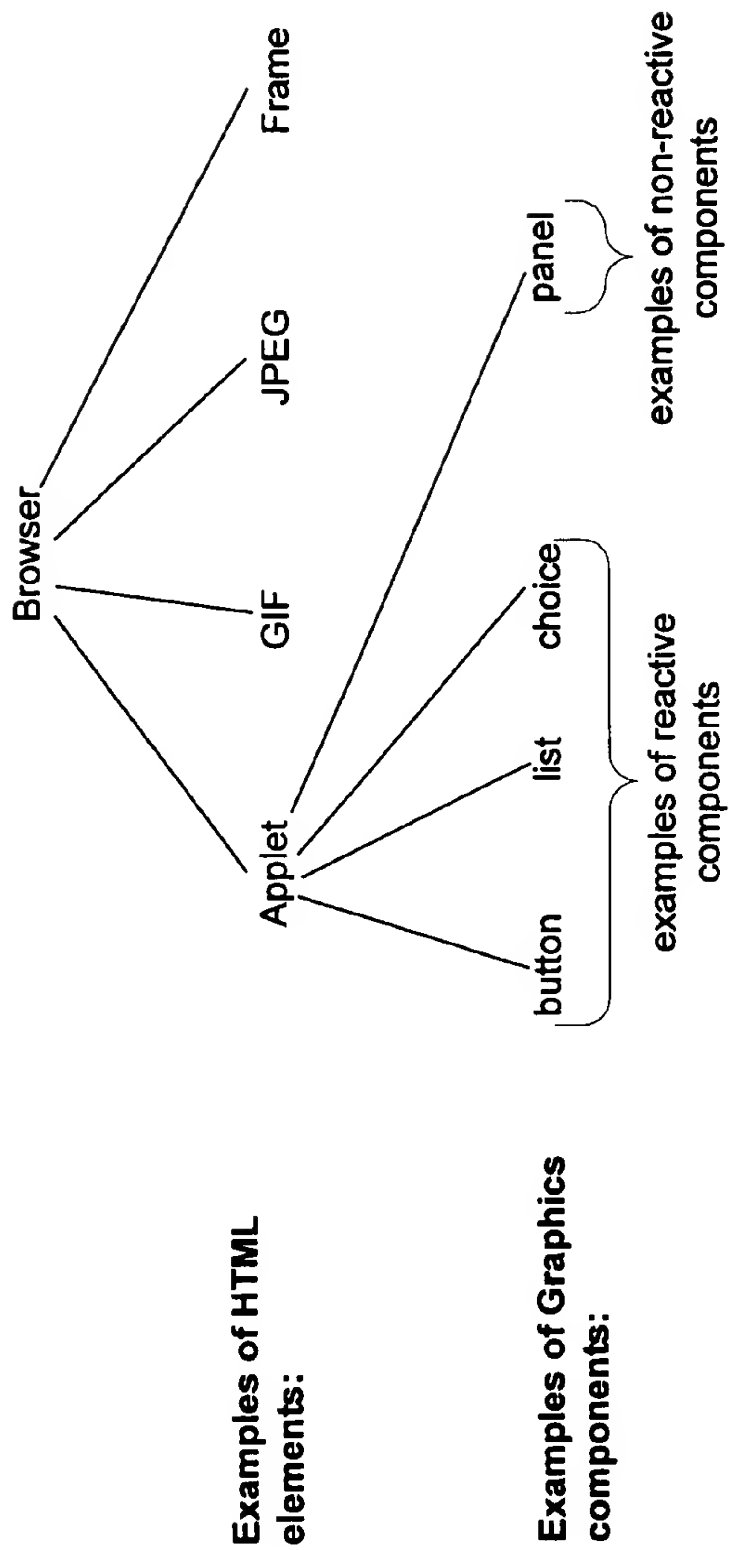 Browser
Examples of HTML
elements:
Applet
GIF
JPEG
Frame
Examples of Graphics
components:
button
list
choice
panel
examples of reactive
components
examples of non-reactive
components